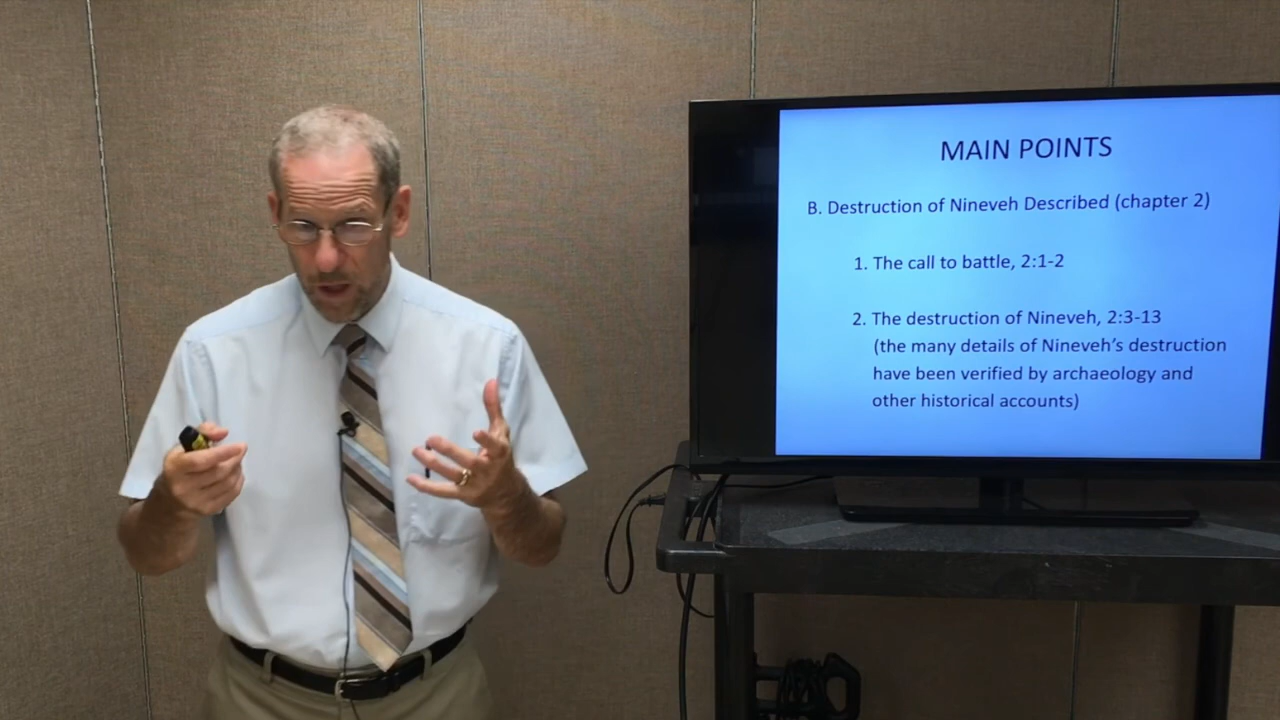 MAIN POINTS
B. Destruction of Nineveh Described (chapter 2)
1. The call to battle, 2:1-2
2. The destruction of Nineveh, 2:3-13
(the many details of Nineveh’s destruction
have been verified by archaeology and
other historical accounts)